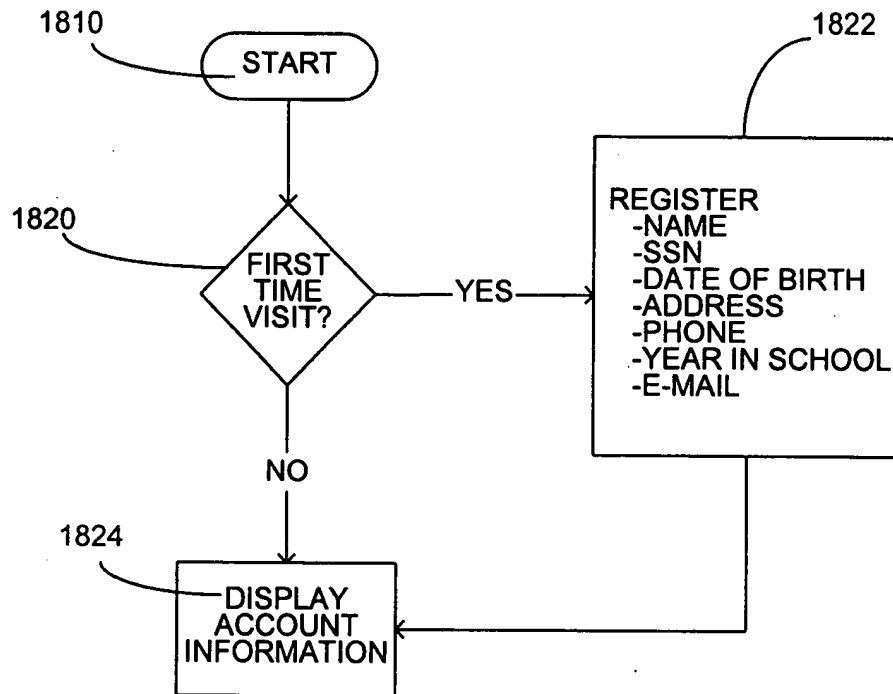 1810
START
1822
1820
FIRST
TIME
VISIT?
YES
REGISTER
-NAME
-SSN
-DATE OF BIRTH
-ADDRESS
-PHONE
-YEAR IN SCHOOL
-E-MAIL
NO
1824
DISPLAY
ACCOUNT
INFORMATION